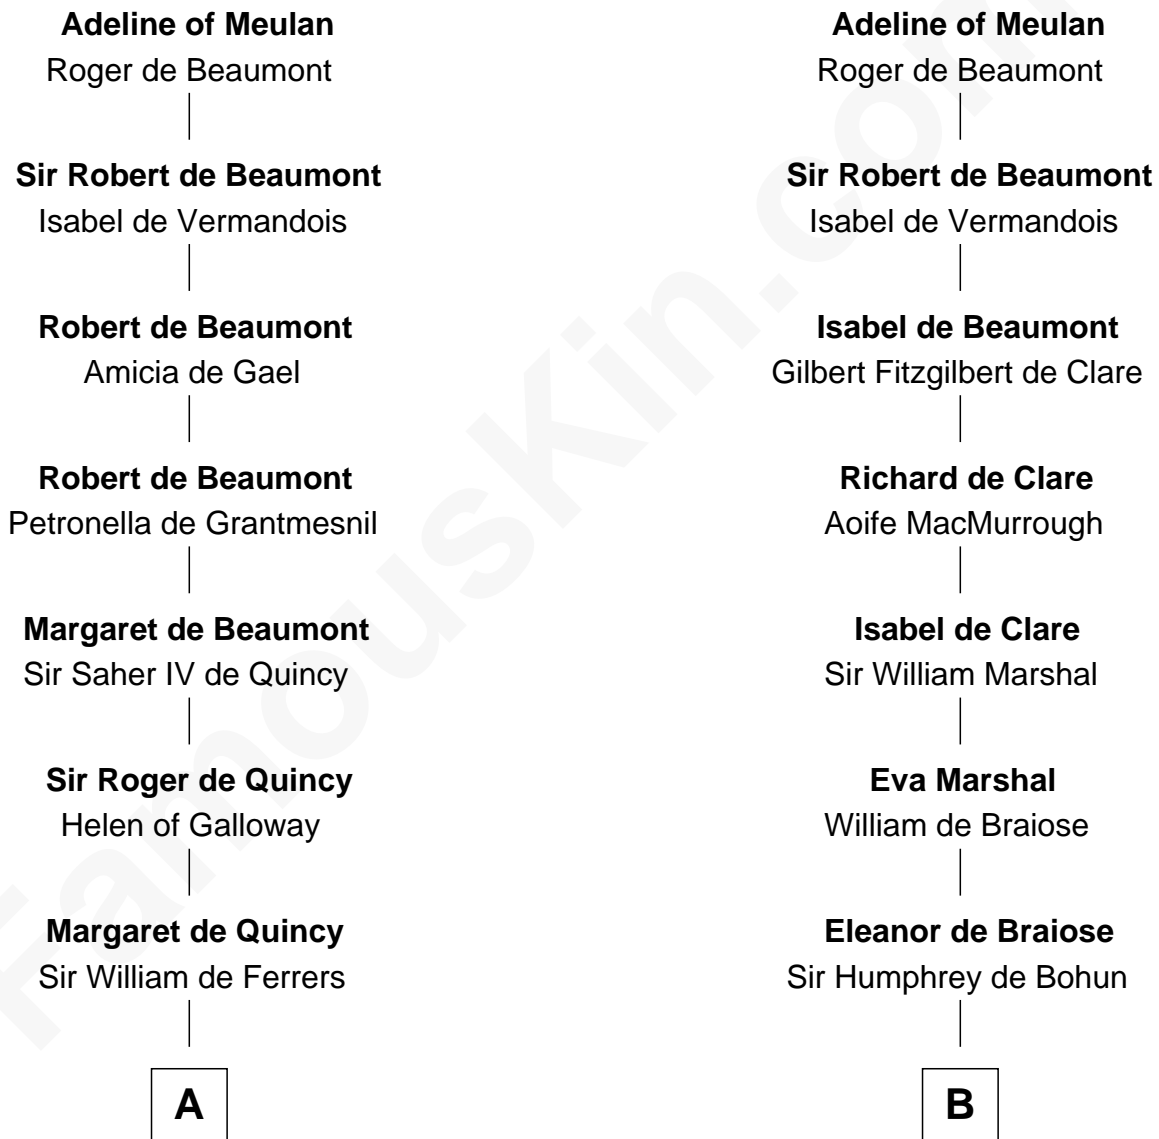 Adeline of Meulan
Roger de Beaumont
Sir Robert de Beaumont
Isabel de Vermandois
Robert de Beaumont
Amicia de Gael
Robert de Beaumont
Petronella de Grantmesnil
Margaret de Beaumont
Sir Saher IV de Quincy
Sir Roger de Quincy
Helen of Galloway
Margaret de Quincy
Sir William de Ferrers
A
Adeline of Meulan
Roger de Beaumont
Sir Robert de Beaumont
Isabel de Vermandois
Isabel de Beaumont
Gilbert Fitzgilbert de Clare
Richard de Clare
Aoife MacMurrough
Isabel de Clare
Sir William Marshal
Eva Marshal
William de Braiose
Eleanor de Braiose
Sir Humphrey de Bohun
B
FamousKin.com